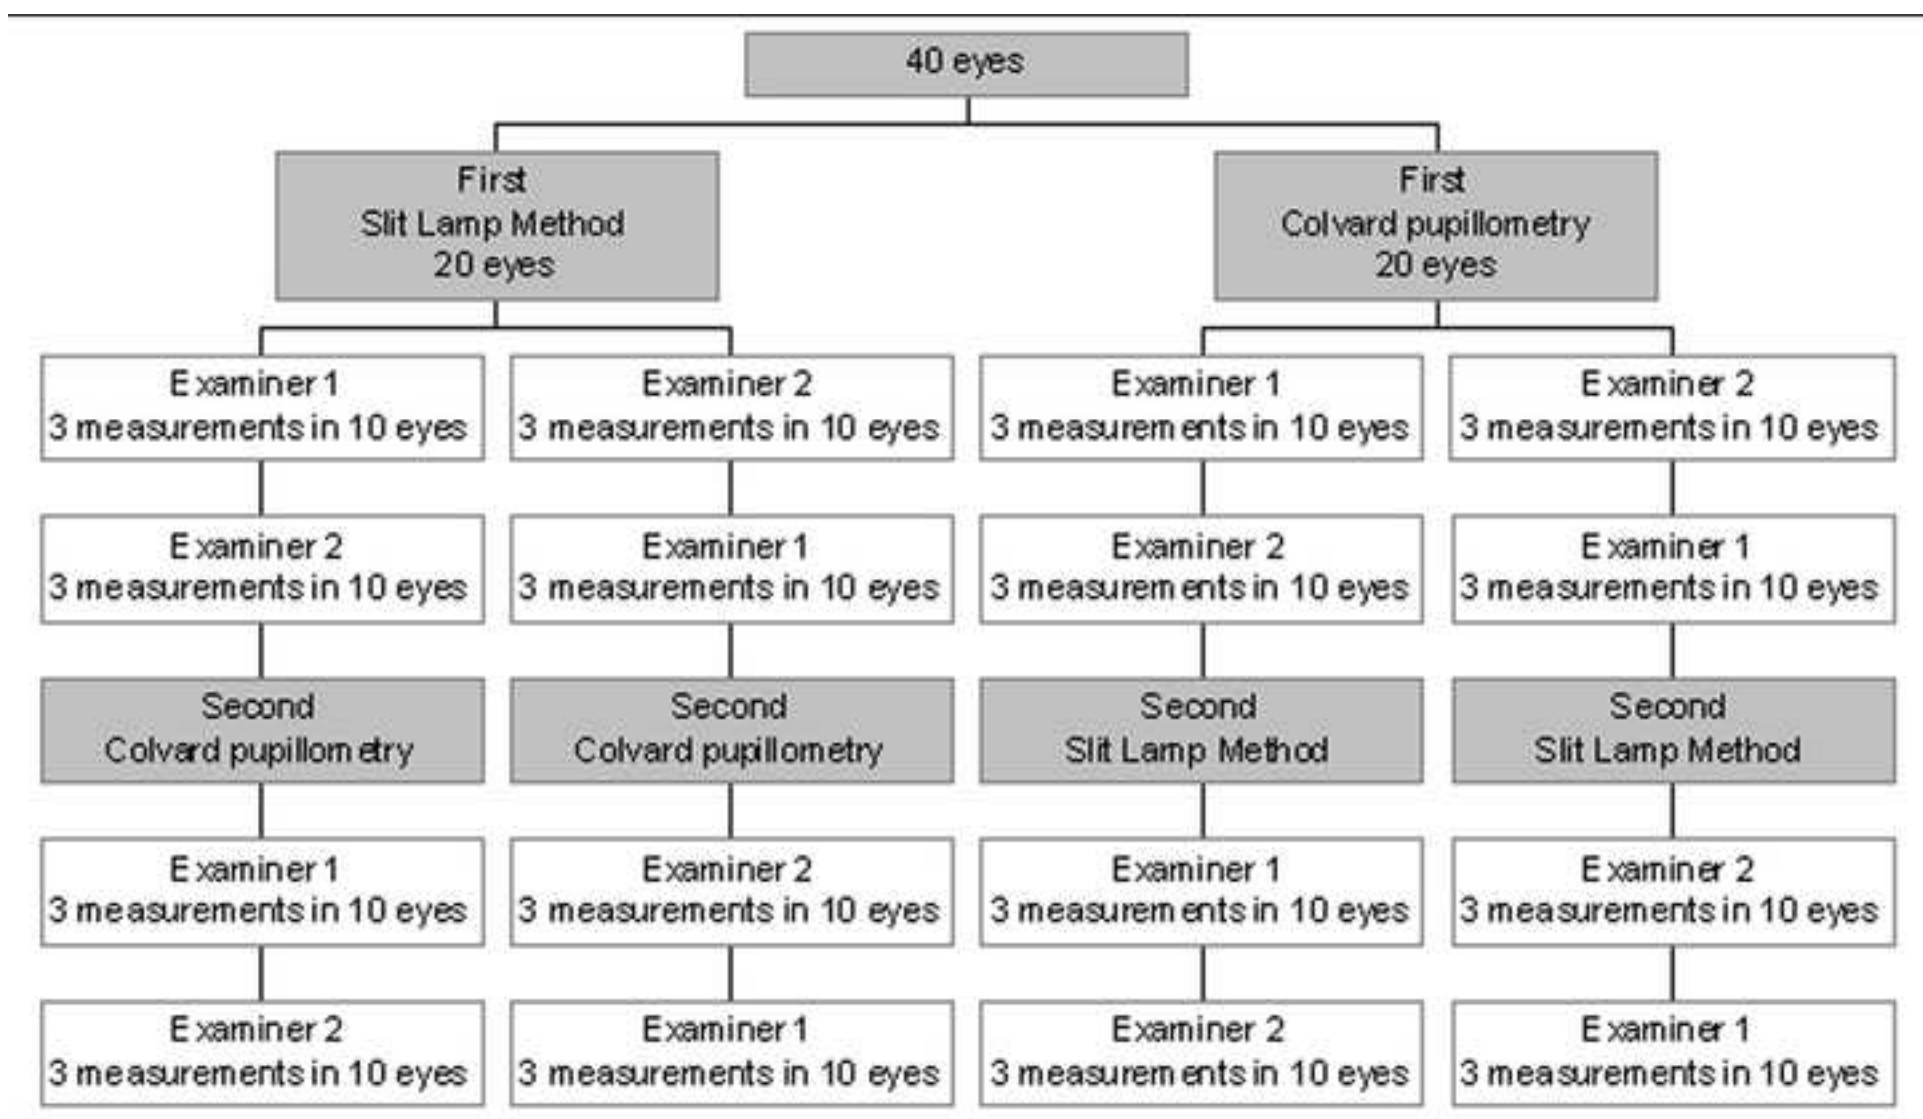 40 eyes
First
Slit Lamp Method
20 eyes
First
Colvard pupillometry
20 eyes
Examiner 1
3 measurements in 10 eyes
Examiner 2
3 measurements in 10 eyes
Examiner 1
3 measurements in 10 eyes
Examiner 2
3 measurements in 10 eyes
Examiner 2
3 measurements in 10 eyes
Examiner 1
3 measurements in 10 eyes
Examiner 2
3 measurements in 10 eyes
Examiner 1
3 measurements in 10 eyes
Second
Colvard pupillometry
Second
Colvard pupillometry
Second
Slit Lamp Method
Second
Slit Lamp Method
Examiner 1
3 measurements in 10 eyes
Examiner 2
3 measurements in 10 eyes
Examiner 1
3 measurements in 10 eyes
Examiner 2
3 measurements in 10 eyes
Examiner 2
3 measurements in 10 eyes
Examiner 1
3 measurements in 10 eyes
Examiner 2
3 measurements in 10 eyes
Examiner 1
3 measurements in 10 eyes